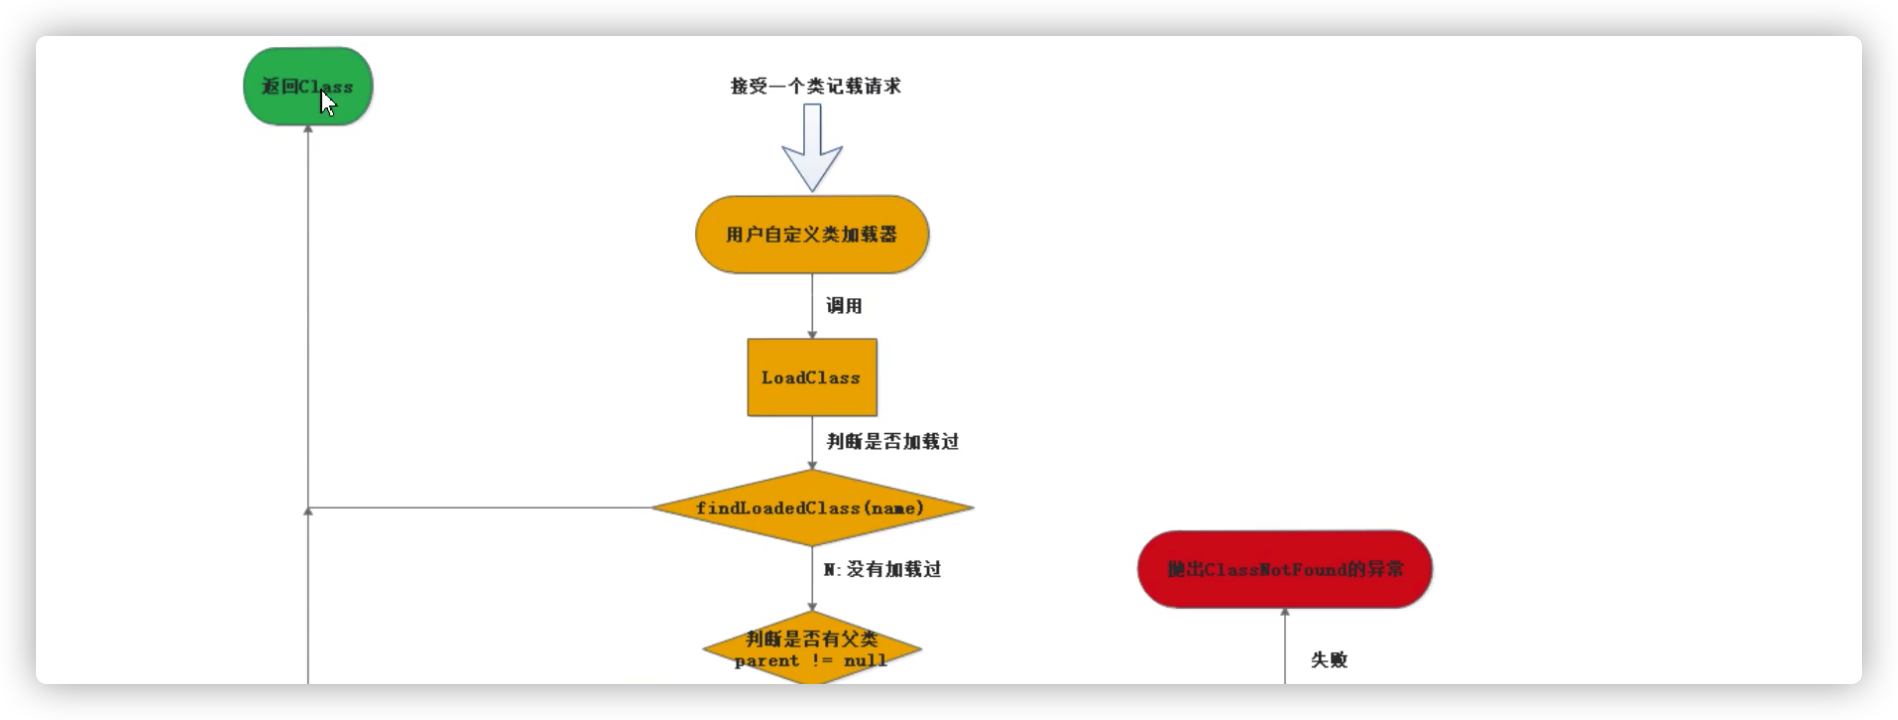 返回Class
接受一个类记载请求
用户自定义类加载器
调用
LoadClass
判断是否加载过
findLoadedClass(name)
N:没有加载过
抛出ClassNotFound的异常
判断是否有父类
parent != null
失败